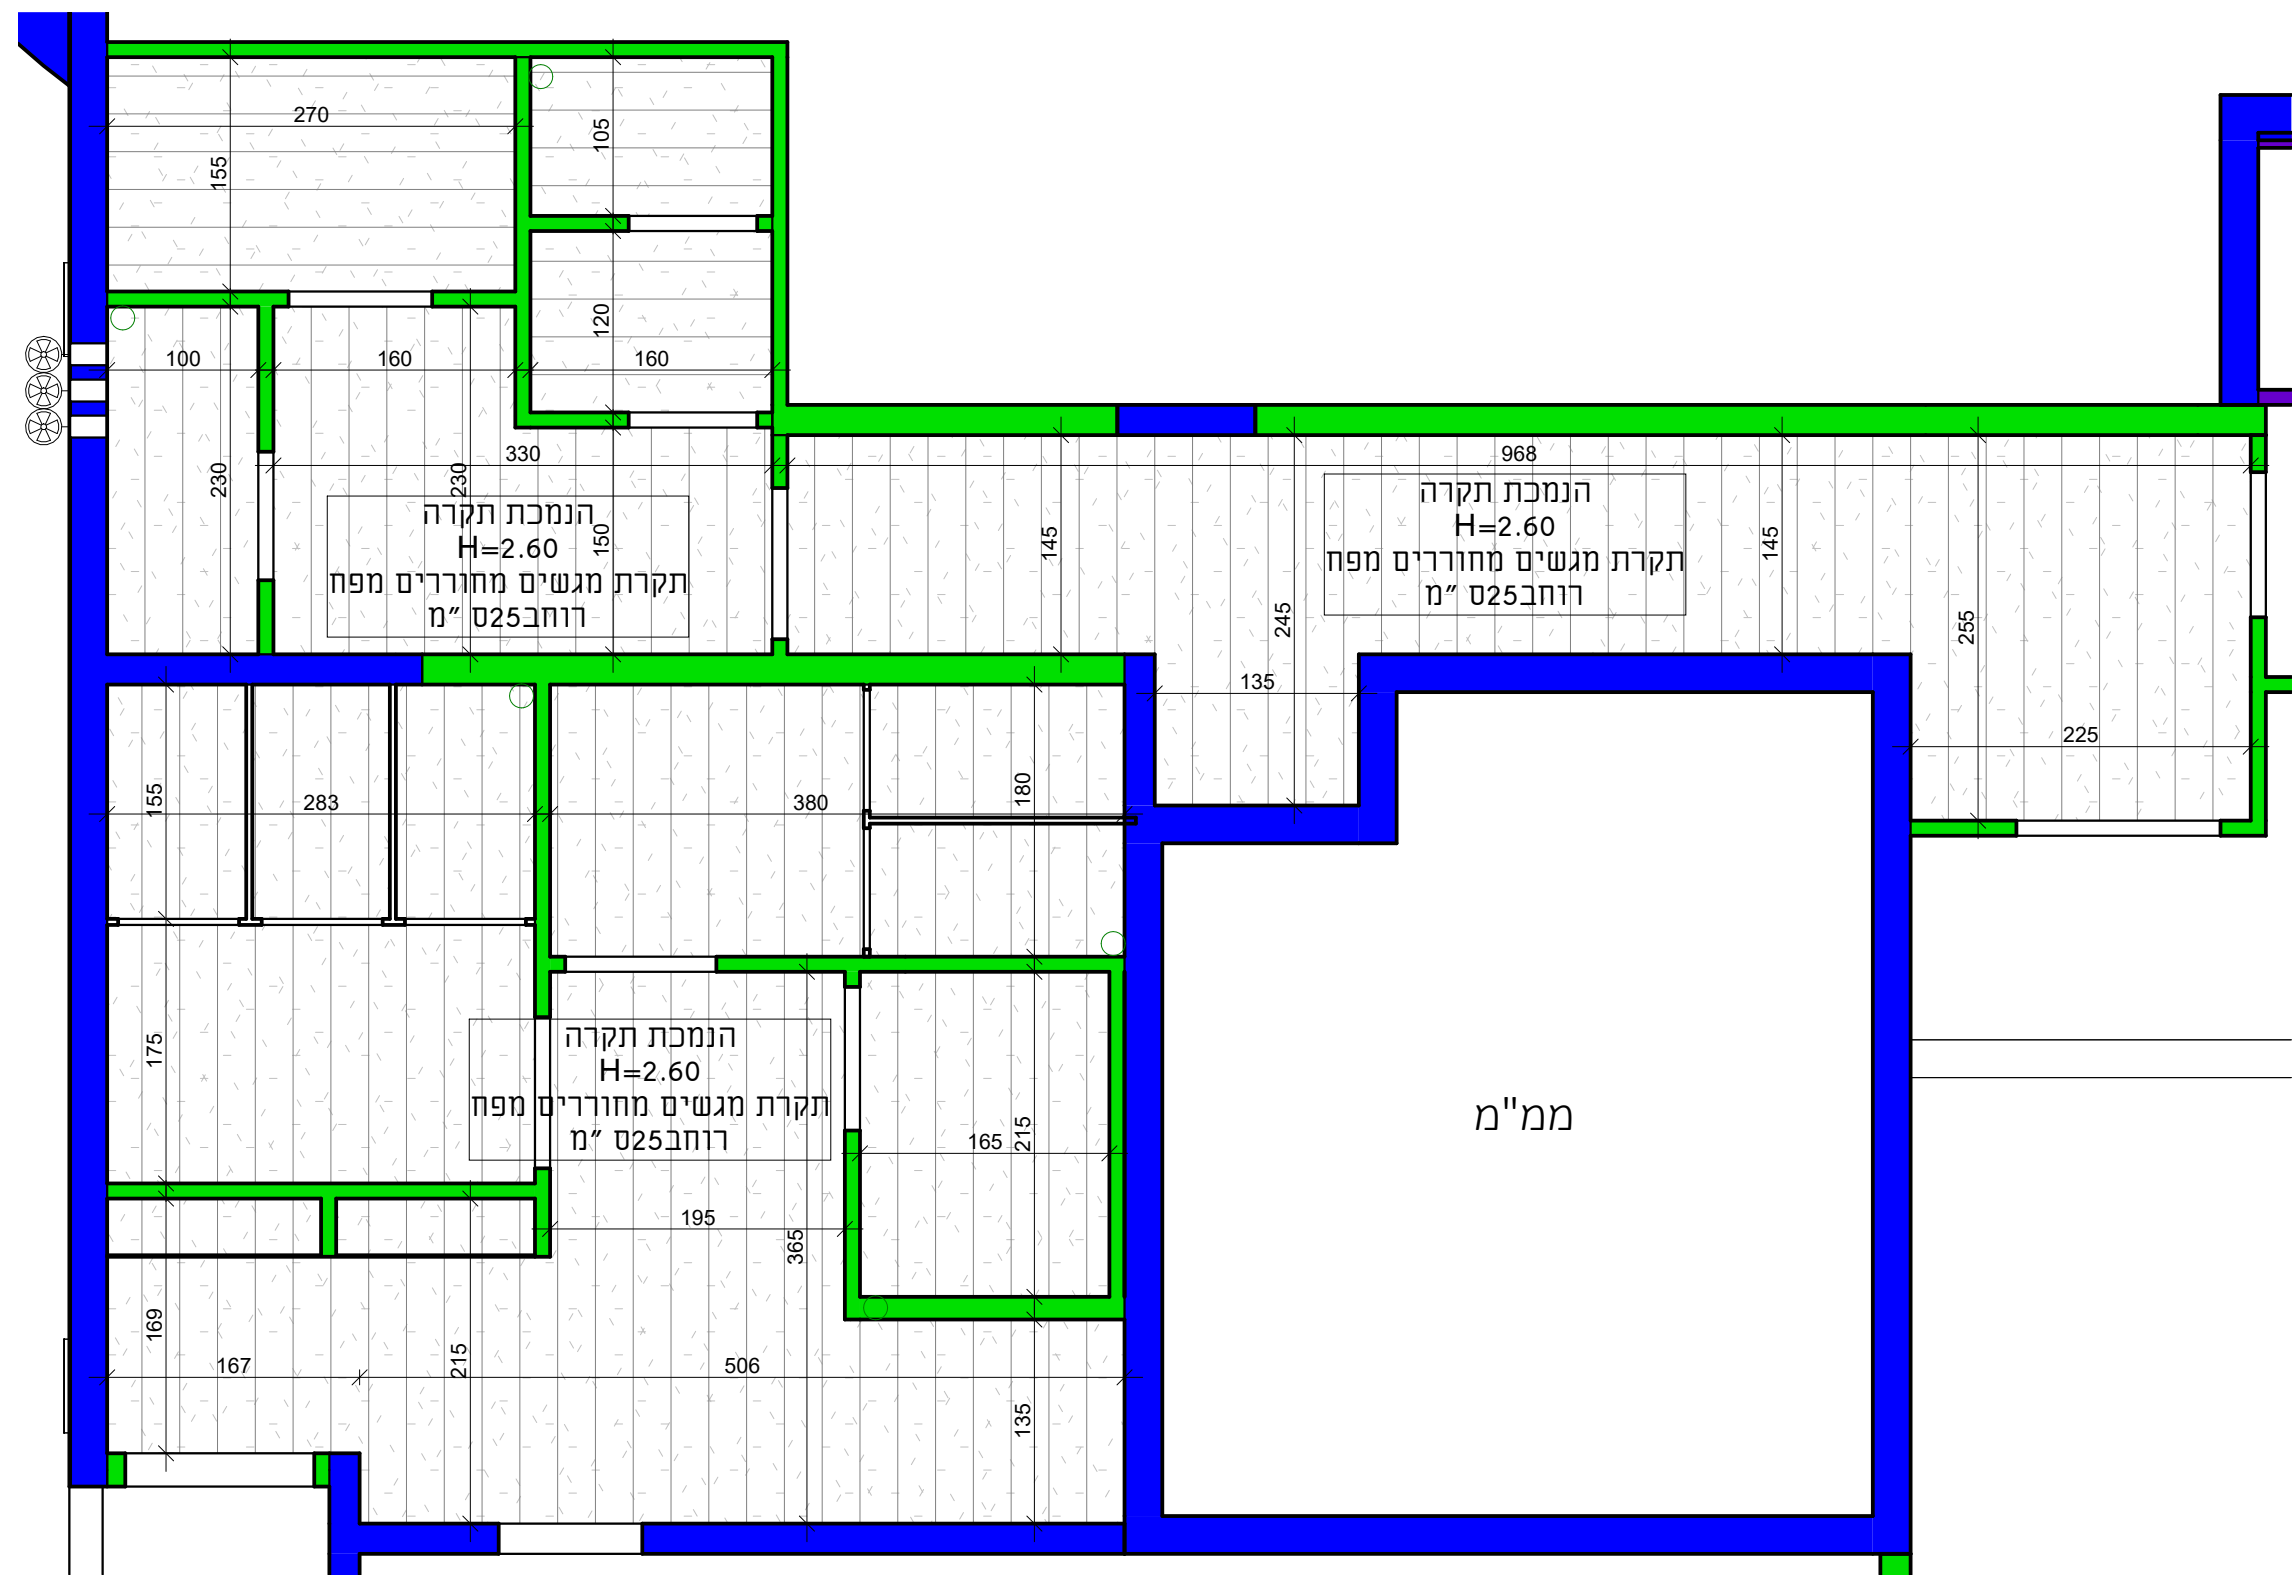 270
155
105
120
100
160
160
330
968
230
230
150
הנמכת תקרה
H=2.60
תקרת מגשים מחוררים מפח
רוחב25ס ״מ
145
הנמכת תקרה
H=2.60
תקרת מגשים מחוררים מפח
רוחב25ס ״מ
145
245
255
135
225
155
283
380
180
175
הנמכת תקרה
H=2.60
תקרת מגשים מחוררים מפח
רוחב25ס ״מ
ממ"מ
165
215
195
365
169
167
215
506
135